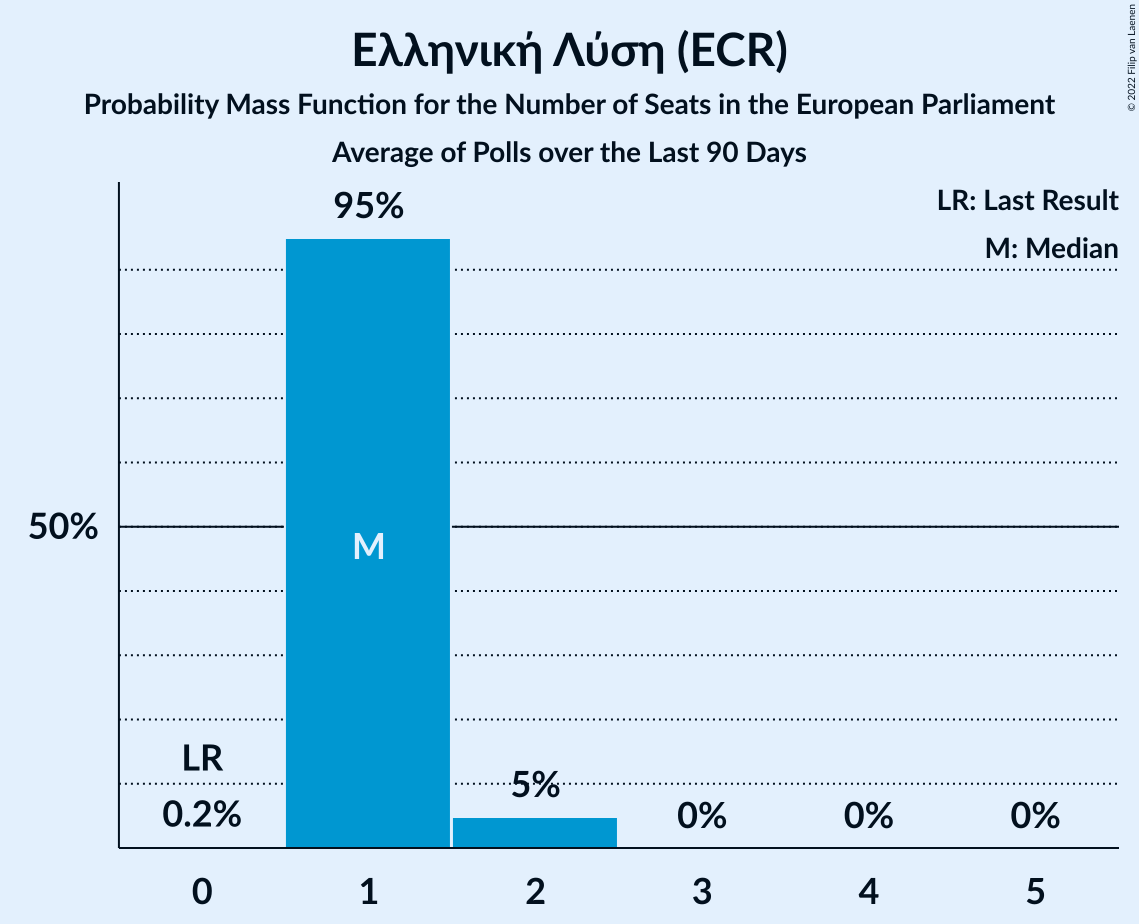 Ελληνική Λύση (ECR)
Probability Mass Function for the Number of Seats in the European Parliament
Average of Polls over the Last 90 Days
© 2022 Filip van Laenen
LR: Last Result
M: Median
95%
50%
M
LR
0.2%
5%
0%
0%
0%
0
1
2
3
4
5